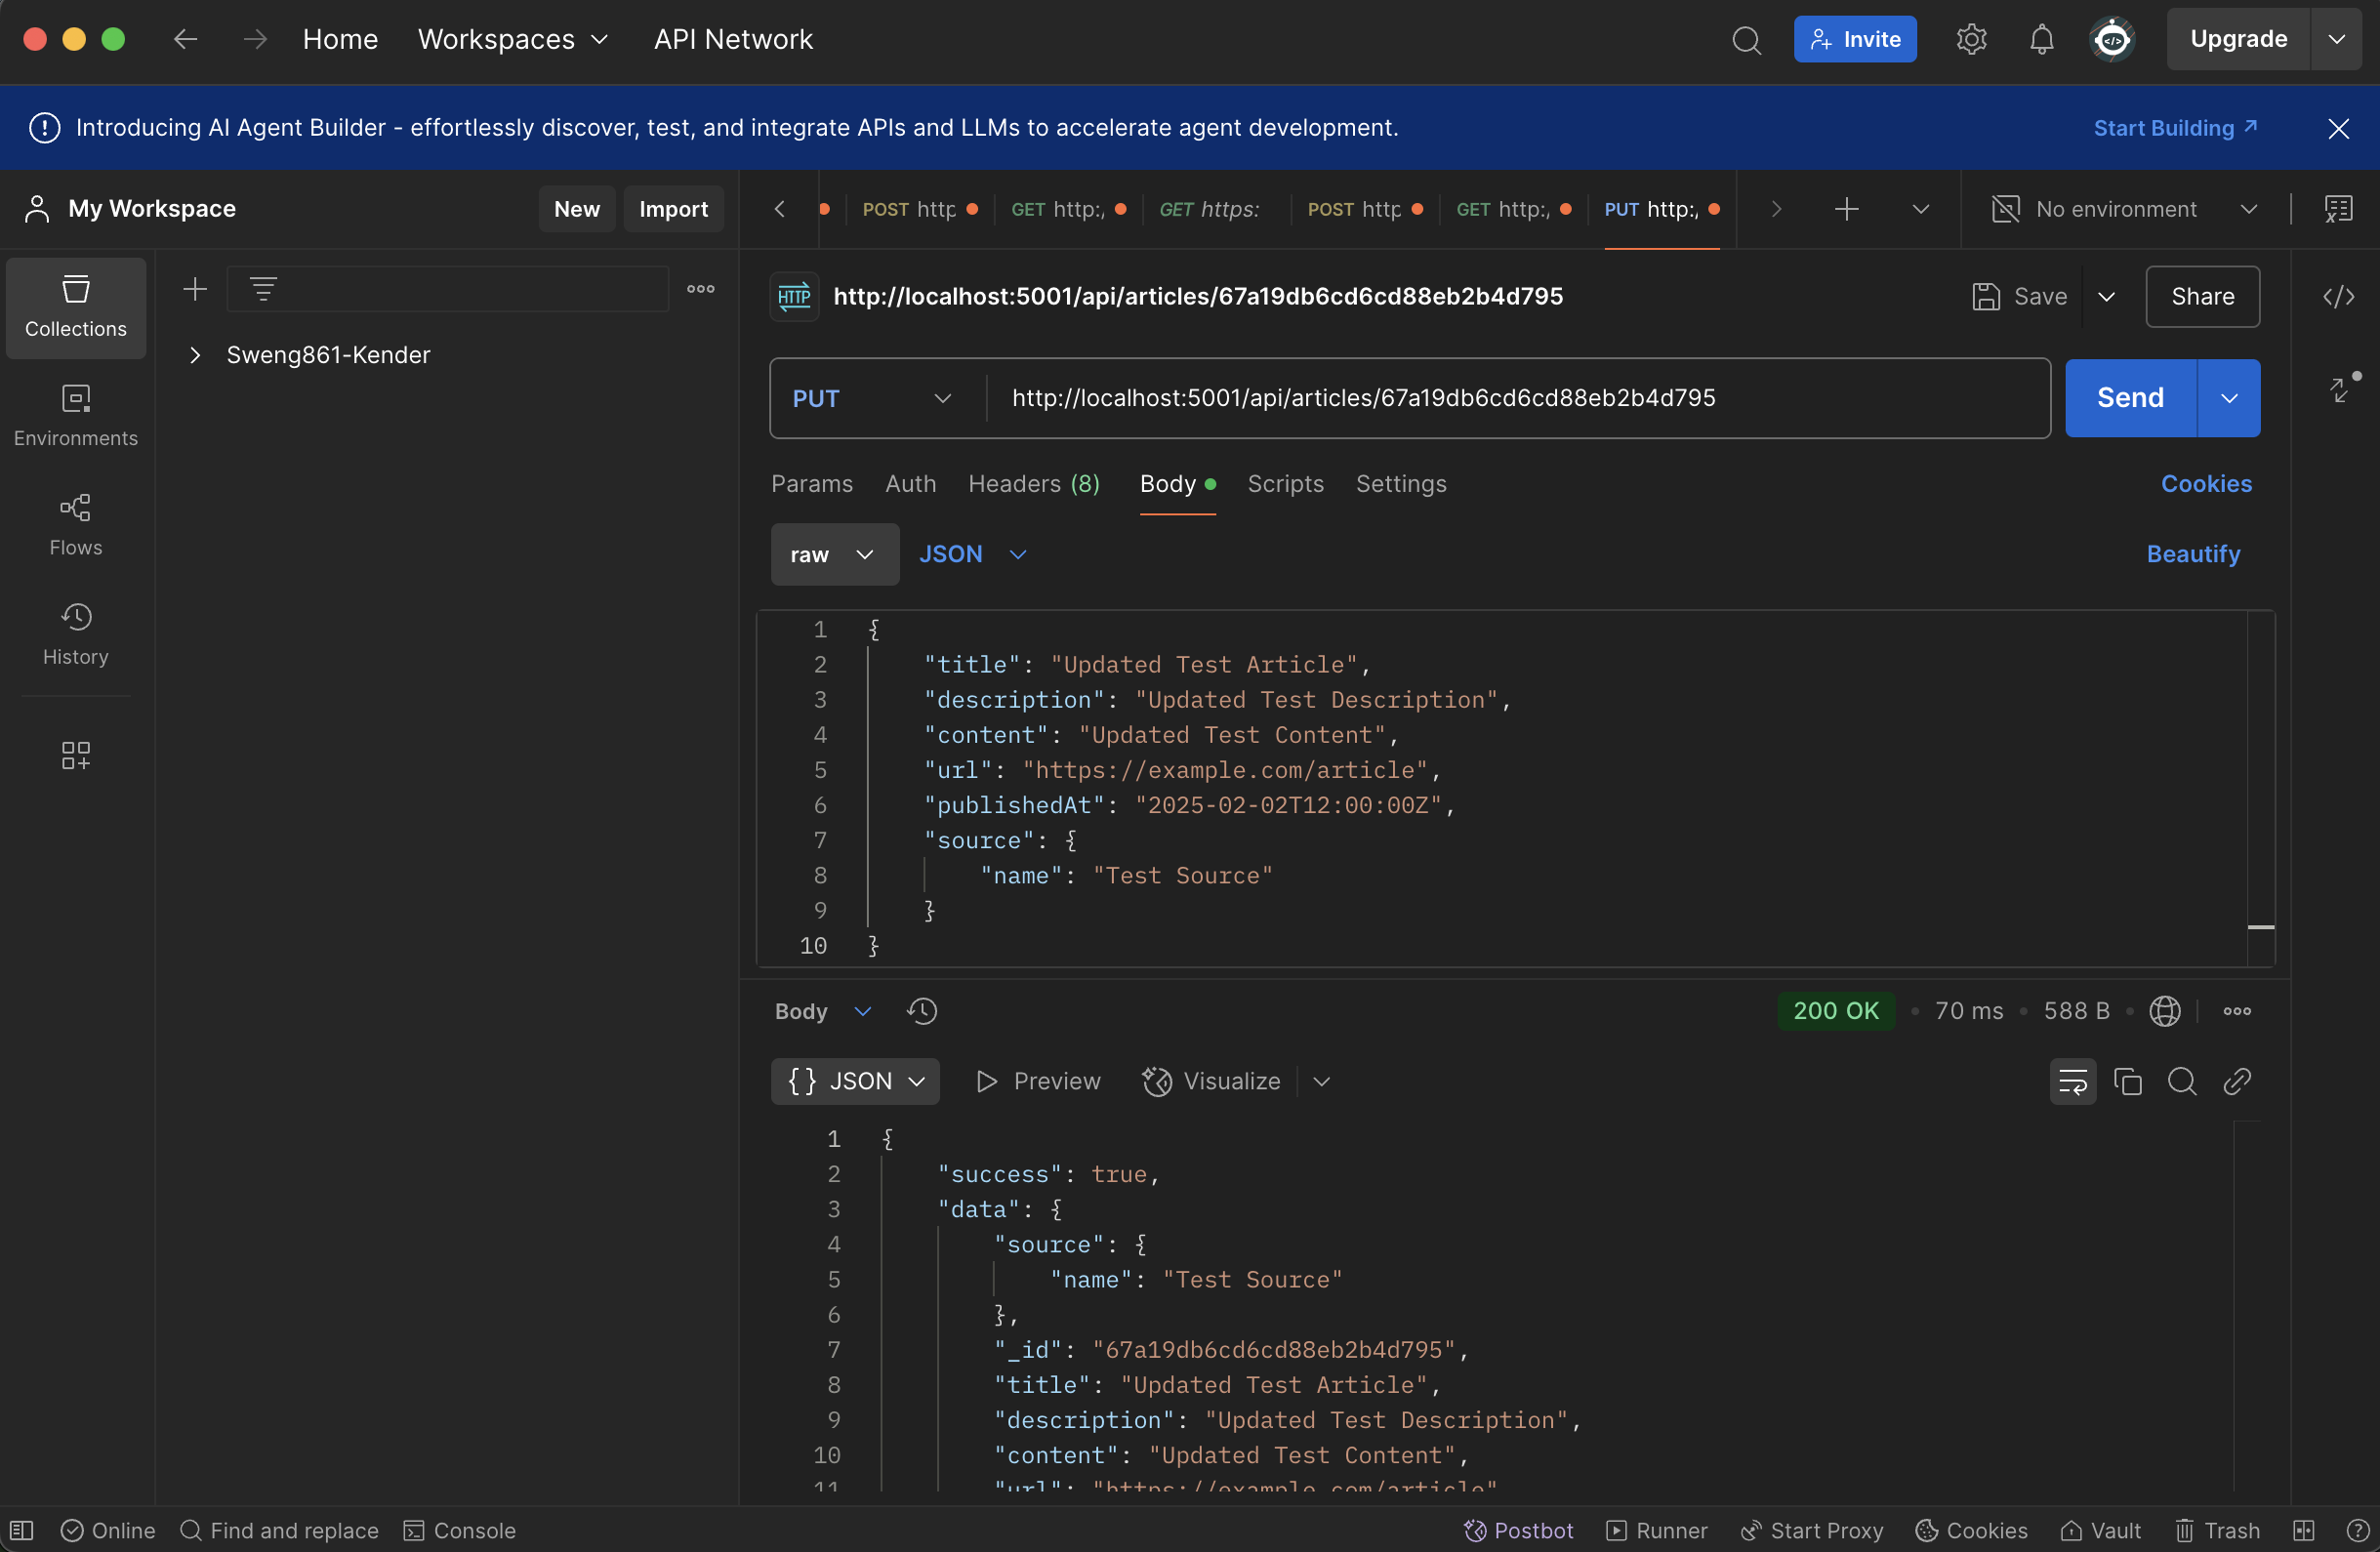 Home Workspaces API Network Invite Upgrade
Introducing AI Agent Builder - effortlessly discover, test, and integrate APIs and LLMs to accelerate agent development. Start Building
My Workspace New Import POST http GET http:, GET https: POST http GET http:, PUT http:, No environment
Collections
Environments
Flows
History
Sweng861-Kender
HTTP http://localhost:5001/api/articles/67a19db6cd6cd88eb2b4d795 Save Share
PUT http://localhost:5001/api/articles/67a19db6cd6cd88eb2b4d795 Send
Params Auth Headers (8) Body Scripts Settings Cookies
raw JSON Beautify
1 {
2 "title": "Updated Test Article",
3 "description": "Updated Test Description",
4 "content": "Updated Test Content",
5 "url": "https://example.com/article",
6 "publishedAt": "2025-02-02T12:00:00Z",
7 "source": {
8 "name": "Test Source"
9 }
10 }
Body 200 OK • 70 ms • 588 B
{} JSON Preview Visualize
1 {
2 "success": true,
3 "data": {
4 "source": {
5 "name": "Test Source"
6 },
7 "_id": "67a19db6cd6cd88eb2b4d795",
8 "title": "Updated Test Article",
9 "description": "Updated Test Description",
10 "content": "Updated Test Content",
11 "url": "https://example.com/article"
Online Find and replace Console Postbot Runner Start Proxy Cookies Vault Trash